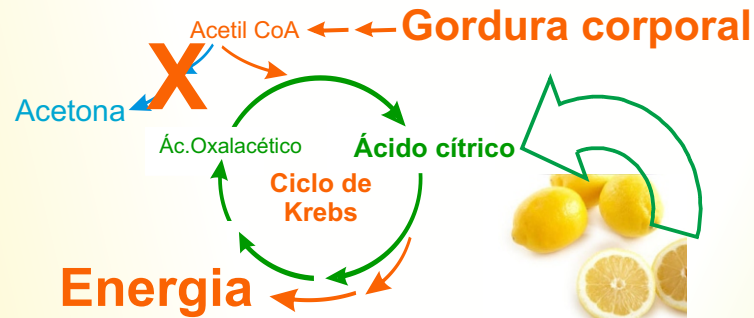 Acetil CoA
Gordura corporal
X
Acetona
Ác.Oxalacético
Ácido cítrico
Ciclo de
Krebs
Energia